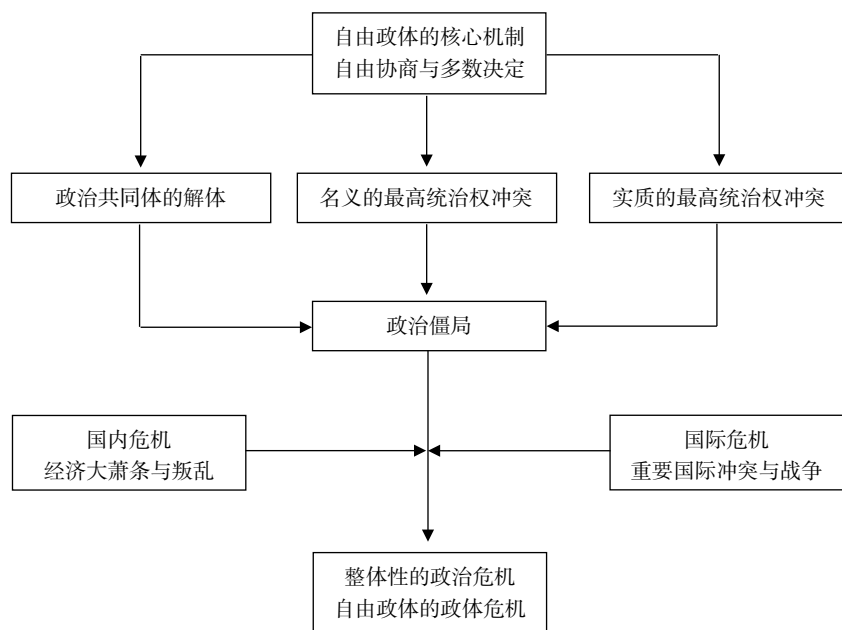 自由政体的核心机制
自由协商与多数决定
政治共同体的解体
名义的最高统治权冲突
实质的最高统治权冲突
政治僵局
国内危机
经济大萧条与叛乱
国际危机
重要国际冲突与战争
整体性的政治危机
自由政体的政体危机